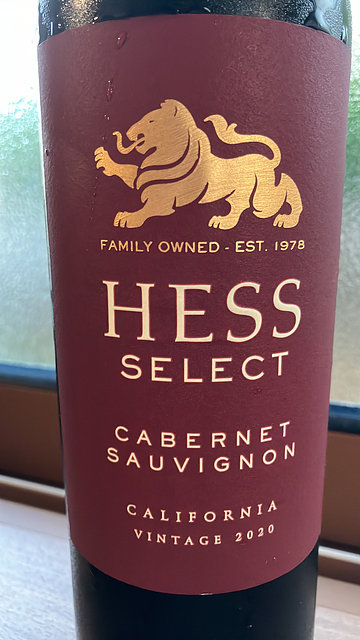 FAMILY OWNED - EST. 1978
HESS
SELECT
CABERNET
SAUVIGNON
CALIFORNIA
VINTAGE 2020